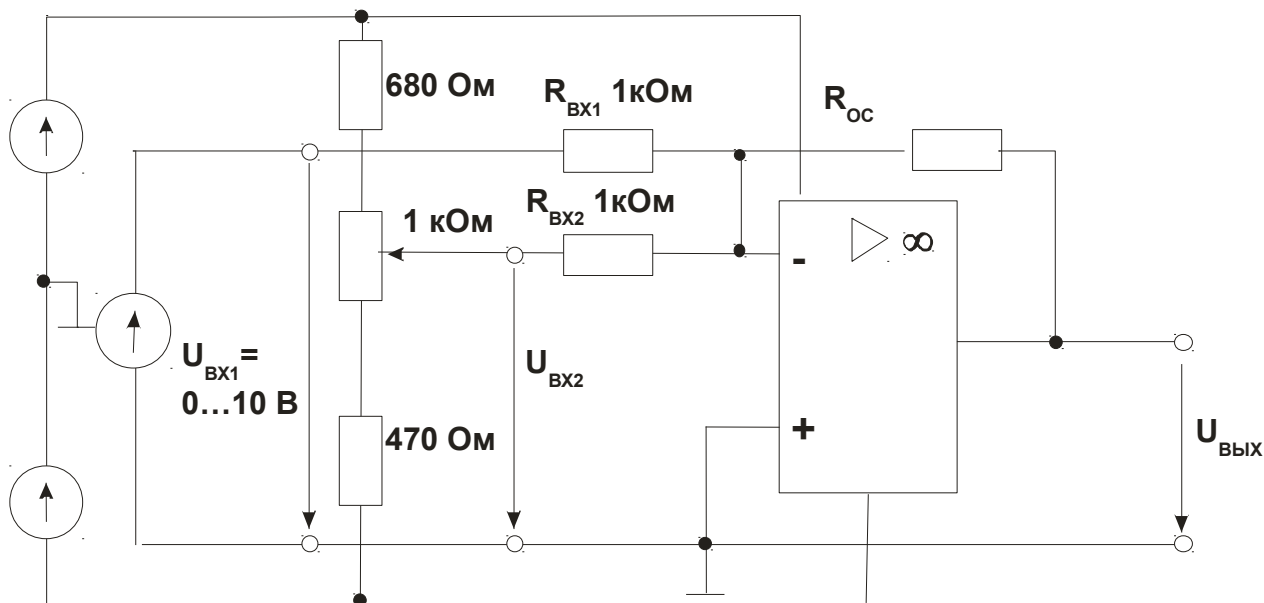 680 Ом
R_ВХ1 1кОм
R_ОС
1 кОм
R_ВХ2 1кОм
∞
-
U_ВХ1=
0...10 В
U_ВХ2
470 Ом
+
U_ВЫХ